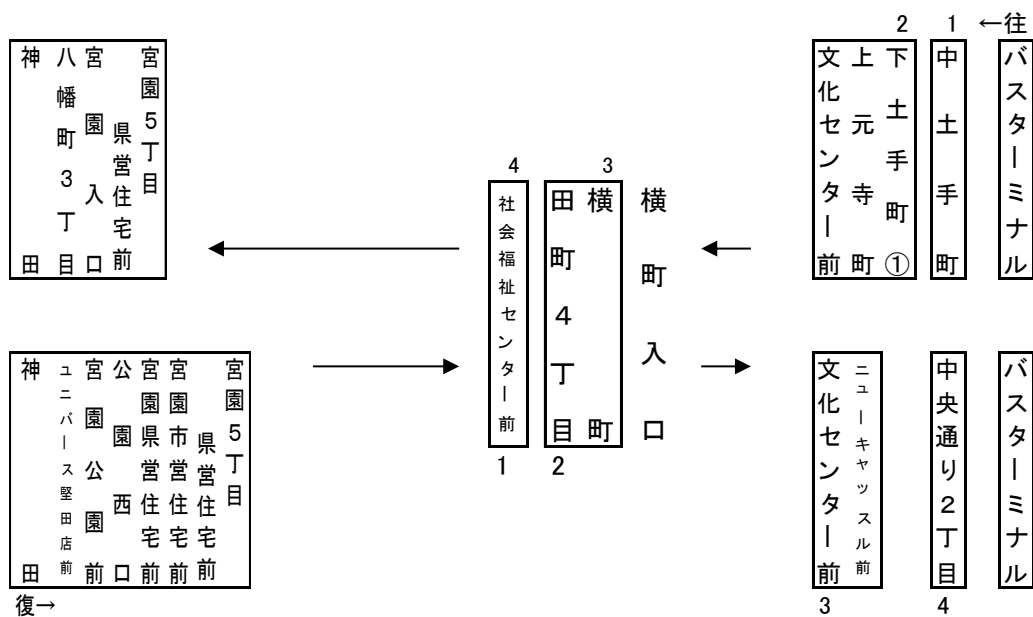 2 1 ←往
バスターミナル
中土手町
下土手町①
上元寺町
文化センター前
4 3
横町入口
横町
田町4丁目
社会福祉センター前
1 2
宮園5丁目
県営住宅前
宮園入口
八幡町3丁目
神田
神田
ユニバース堅田店前
宮園公園前
公園西口
宮園県営住宅前
宮園市営住宅前
県営住宅前
宮園5丁目
復→
文化センター前
ニューキャッスル前
中央通り2丁目
バスターミナル
3 4